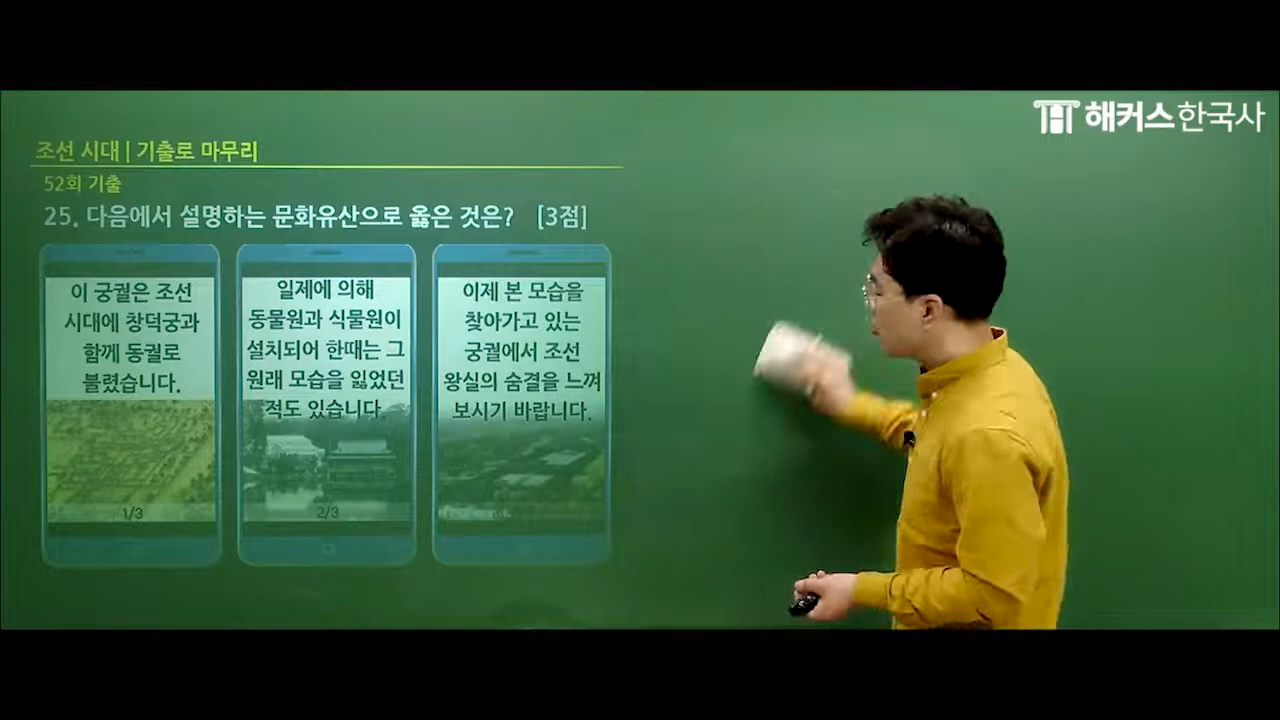 해커스한국사
조선 시대 | 기출로 마무리
52회 기출
25. 다음에서 설명하는 문화유산으로 옳은 것은? [3점]
이 궁궐은 조선
시대에 창덕궁과
함께 동궐로
불렸습니다.
1/3
일제에 의해
동물원과 식물원이
설치되어 한때는 그
원래 모습을 잃었던
적도 있습니다.
2/3
이제 본 모습을
찾아가고 있는
궁궐에서 조선
왕실의 숨결을 느껴
보시기 바랍니다.